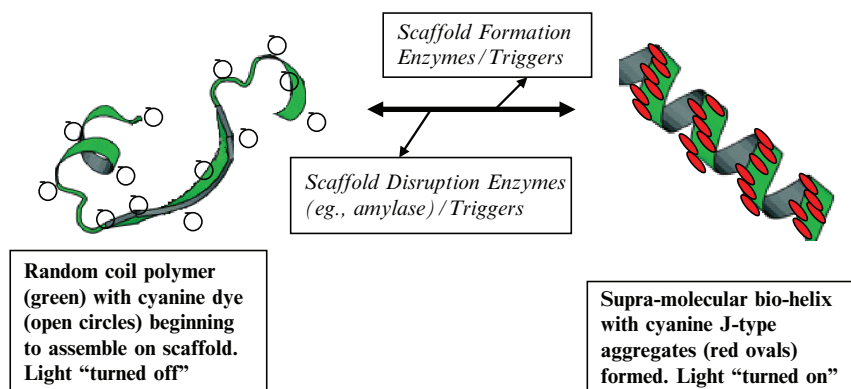 Scaffold Formation
Enzymes/Triggers
Scaffold Disruption Enzymes
(eg., amylase)/Triggers
Random coil polymer
(green) with cyanine dye
(open circles) beginning
to assemble on scaffold.
Light “turned off”
Supra-molecular bio-helix
with cyanine J-type
aggregates (red ovals)
formed. Light “turned on”